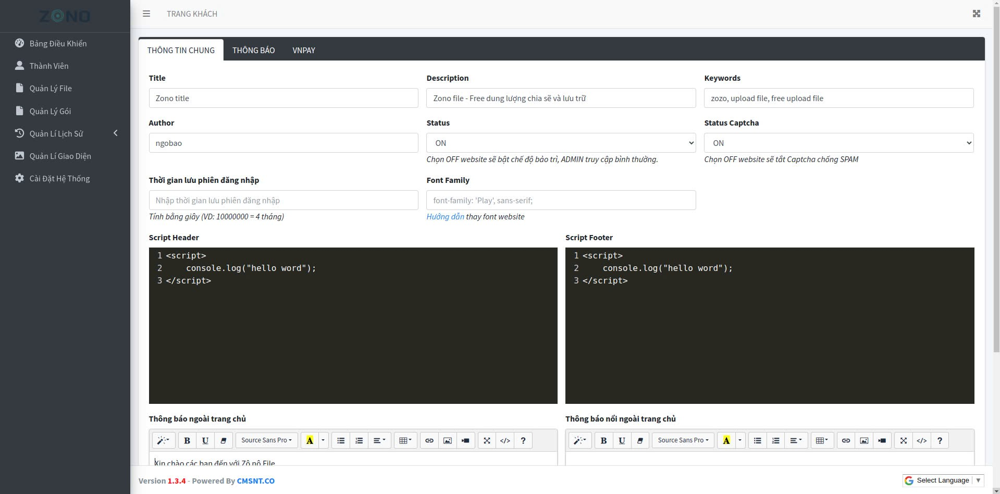 ZONO
TRANG KHÁCH
Bảng Điều Khiển
Thành Viên
Quản Lý File
Quản Lý Gói
Quản Lí Lịch Sử
Quản Lí Giao Diện
Cài Đặt Hệ Thống
THÔNG TIN CHUNG THÔNG BÁO VNPAY
Title Description Keywords
Zono title Zono file - Free dung lượng chia sẽ và lưu trữ zozo, upload file, free upload file
Author Status Status Captcha
ngobao ON ON
Chọn OFF website sẽ bật chế độ bảo trì, ADMIN truy cập bình thường. Chọn OFF website sẽ tắt Captcha chống SPAM
Thời gian lưu phiên đăng nhập Font Family
Nhập thời gian lưu phiên đăng nhập font-family: 'Play', sans-serif;
Tính bằng giây (VD: 10000000 = 4 tháng) Hướng dẫn thay font website
Script Header Script Footer
1 <script> 1 <script>
2 console.log("hello word"); 2 console.log("hello word");
3 </script> 3 </script>
Thông báo ngoài trang chủ Thông báo nổi ngoài trang chủ
B U Source Sans Pro A </> ? B U Source Sans Pro A </> ?
Xin chào các bạn đến với Zô nô File
Version 1.3.4 - Powered By CMSNT.CO Select Language ▼